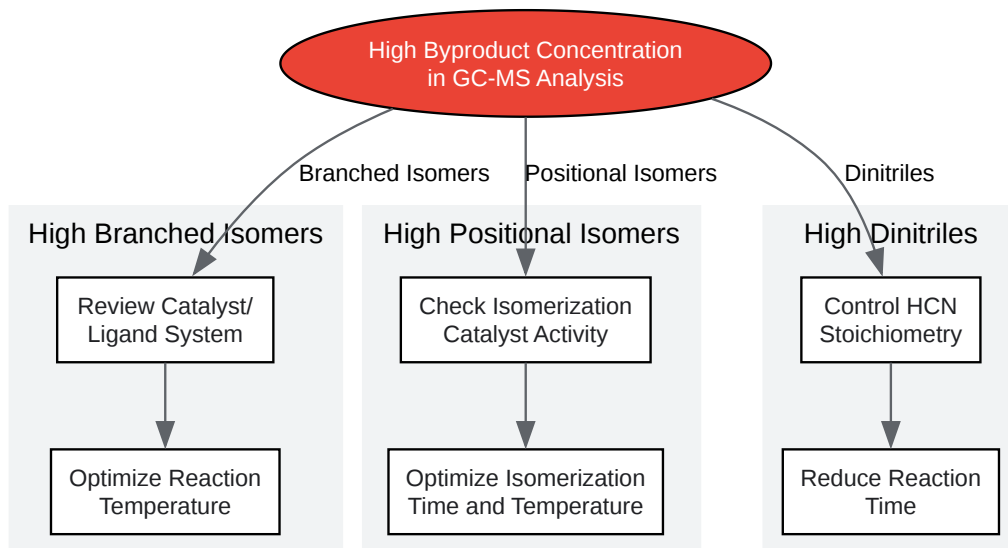 High Byproduct Concentration
in GC-MS Analysis
Branched Isomers
Positional Isomers
Dinitriles
High Branched Isomers
High Positional Isomers
High Dinitriles
Review Catalyst/
Ligand System
Check Isomerization
Catalyst Activity
Control HCN
Stoichiometry
Optimize Reaction
Temperature
Optimize Isomerization
Time and Temperature
Reduce Reaction
Time